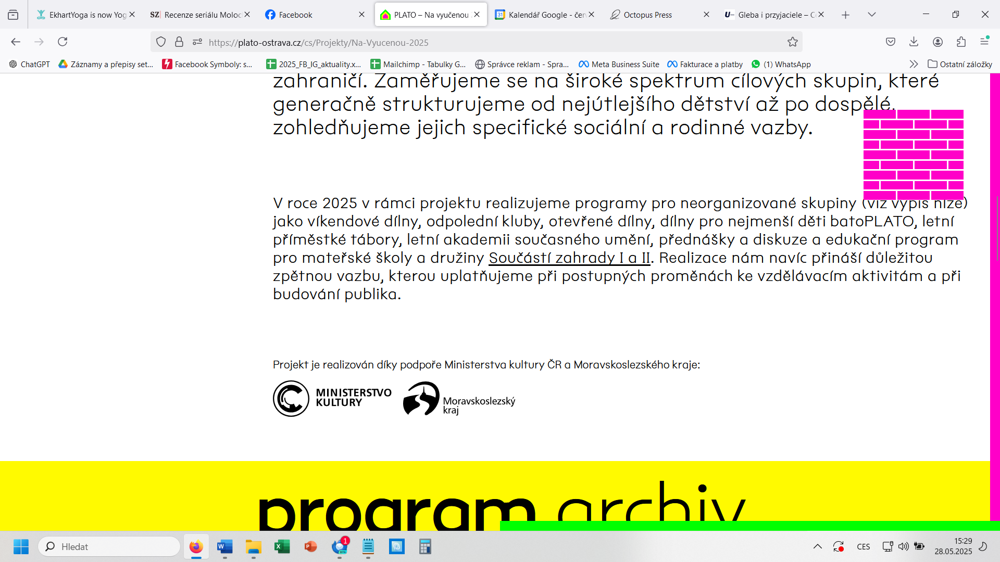 EkhartYoga is now Yog
SZ Recenze seriálu Moloc
Facebook
PLATO – Na vyučenou
31 Kalendář Google - čer
Octopus Press
U– Gleba i przyjaciele – C
https://plato-ostrava.cz/cs/Projekty/Na-Vyucenou-2025
ChatGPT
Záznamy a přepisy set...
Facebook Symboly: s...
2025_FB_IG_aktuality.x...
Mailchimp - Tabulky G...
Správce reklam - Spra...
Meta Business Suite
Fakturace a platby
(1) WhatsApp
Ostatní záložky
zahraničí. Zaměřujeme se na široké spektrum cílových skupin, které
generačně strukturujeme od nejútlejšího dětství až po dospělé,
zohledňujeme jejich specifické sociální a rodinné vazby.
V roce 2025 v rámci projektu realizujeme programy pro neorganizované skupiny (viz výpis níže)
jako víkendové dílny, odpolední kluby, otevřené dílny, dílny pro nejmenší děti batoPLATO, letní
příměstké tábory, letní akademii současného umění, přednášky a diskuze a edukační program
pro mateřské školy a družiny Součástí zahrady I a II. Realizace nám navíc přináší důležitou
zpětnou vazbu, kterou uplatňujeme při postupných proměnách ke vzdělávacím aktivitám a při
budování publika.
Projekt je realizován díky podpoře Ministerstva kultury ČR a Moravskoslezského kraje:
MINISTERSTVO
KULTURY
Moravskoslezský
kraj
program archiv
Hledat
1
BETA
CES
15:29
28.05.2025